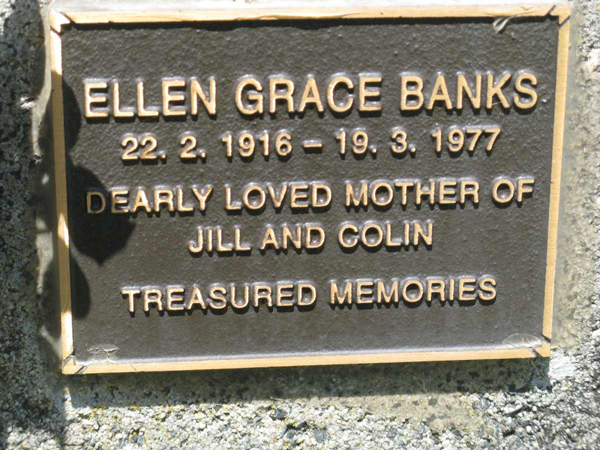 ELLEN GRACE BANKS
22. 2. 1916 – 19. 3. 1977
DEARLY LOVED MOTHER OF
JILL AND COLIN
TREASURED MEMORIES